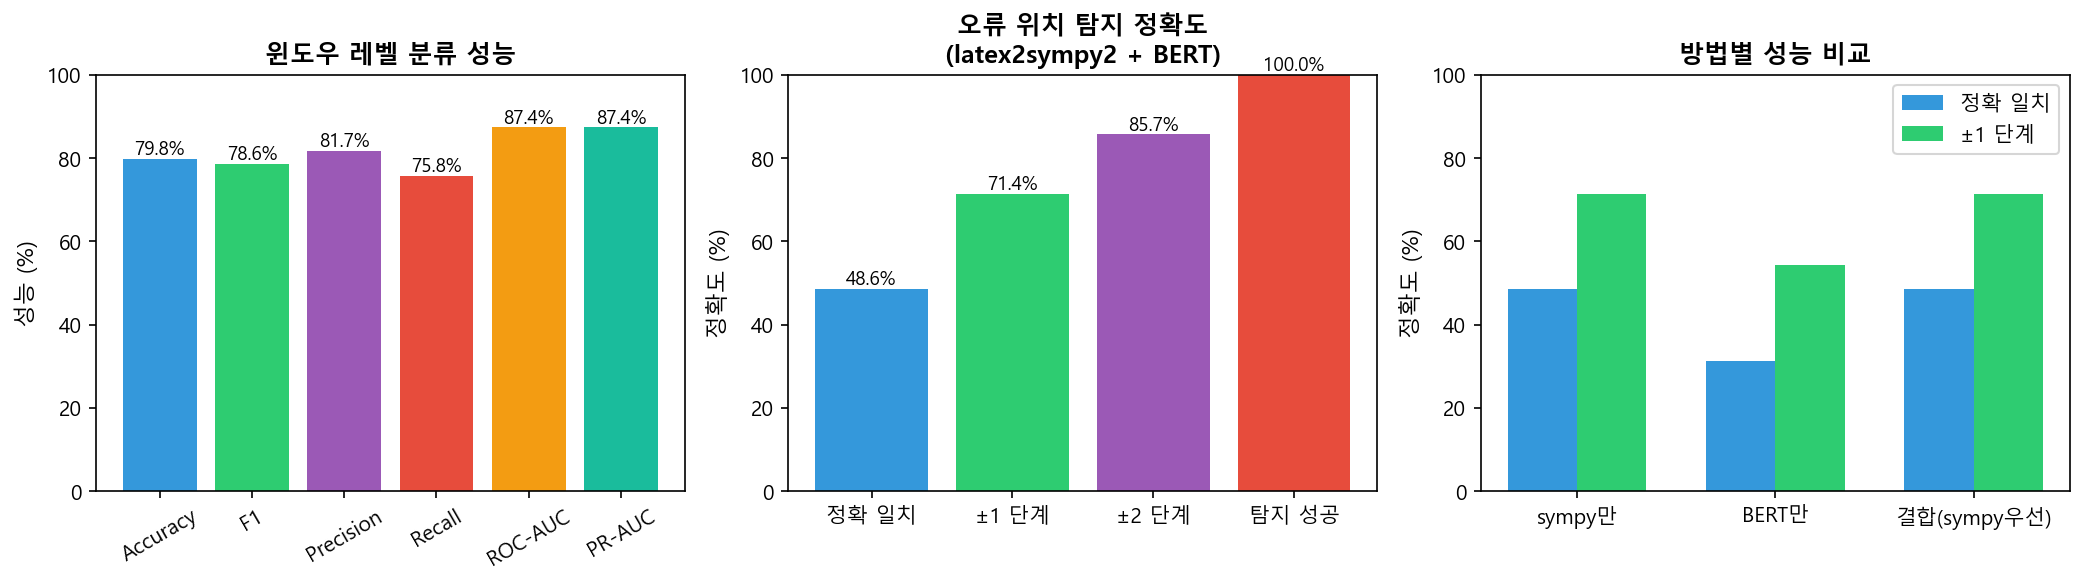 윈도우 레벨 분류 성능
성능 (%)
100
80
60
40
20
0
79.8%
78.6%
81.7%
75.8%
87.4%
87.4%
Accuracy
F1
Precision
Recall
ROC-AUC
PR-AUC
오류 위치 탐지 정확도
(latex2sympy2 + BERT)
정확도 (%)
100
80
60
40
20
0
48.6%
71.4%
85.7%
100.0%
정확 일치
±1 단계
±2 단계
탐지 성공
방법별 성능 비교
정확도 (%)
100
80
60
40
20
0
정확 일치
±1 단계
sympy만
BERT만
결합(sympy우선)